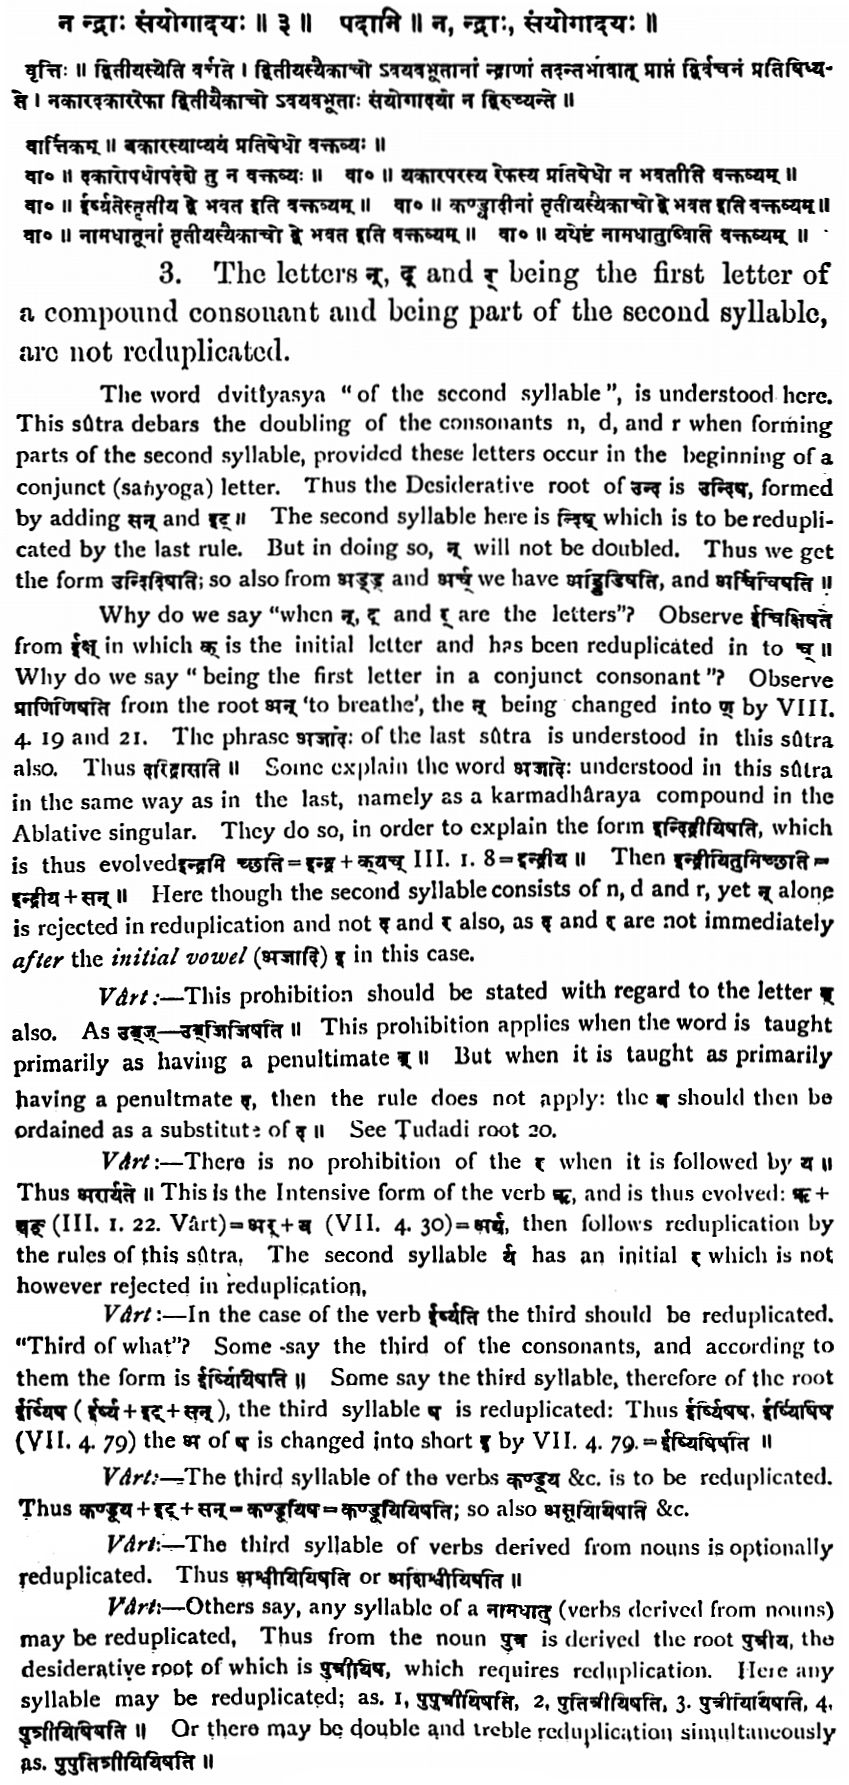 न न्द्राः संयोगादयः ॥ ३ ॥ पदानि ॥ न, न्द्राः, संयोगादयः ॥
वृत्तिः ॥ द्वितीयस्येति वर्त्तते । द्वितीयस्यैकाचो ऽवयवभूतानां न्द्राणां तदन्तर्भावात् प्राप्तं द्विर्वचनं प्रतिषिध्य-
ते । नकारदकाररेफा द्वितीयैकाचो ऽवयवभूताः संयोगादयो न द्विरुच्यन्ते ॥
वार्त्तिकम् ॥ बकारस्याप्ययं प्रतिषेधो वक्तव्यः ॥
वा० ॥ दकारोपधोपदेशे तु न वक्तव्यः ॥ वा० ॥ यकारपरस्य रेफस्य प्रतिषेधो न भवतीति वक्तव्यम् ॥
वा० ॥ ईर्ष्यतेस्तृतीय द्वे भवत इति वक्तव्यम् ॥ वा० ॥ कण्ड्वादीनां तृतीयस्यैकाचो द्वे भवत इति वक्तव्यम् ॥
वा० ॥ नामधातूनां तृतीयस्यैकाचो द्वे भवत इति वक्तव्यम् ॥ वा० ॥ यथेष्टं नामधातुष्विति वक्तव्यम् ॥
3. The letters न्, द् and र् being the first letter of
a compound consonant and being part of the second syllable,
are not reduplicated.
The word dvitîyasya "of the second syllable", is understood here.
This sûtra debars the doubling of the consonants n, d, and r when forming
parts of the second syllable, provided these letters occur in the beginning of a
conjunct (saṅyoga) letter. Thus the Desiderative root of उन्द is उन्दिष, formed
by adding सन् and इट् ॥ The second syllable here is न्दिष् which is to be redupli-
cated by the last rule. But in doing so, न् will not be doubled. Thus we get
the form उन्दिदिषति; so also from अड्ड् and अर्च् we have अड्डिडिषति, and अर्चिचिषति ॥
Why do we say "when न्, द् and र् are the letters"? Observe ईचिक्षिषते
from ईक्ष् in which क् is the initial letter and has been reduplicated in to च् ॥
Why do we say "being the first letter in a conjunct consonant"? Observe
प्राणिणिषति from the root अन् 'to breathe', the न् being changed into ण् by VIII.
4. 19 and 21. The phrase अजादेः of the last sûtra is understood in this sûtra
also. Thus दरिद्रासति ॥ Some explain the word अजादेः understood in this sûtra
in the same way as in the last, namely as a karmadhâraya compound in the
Ablative singular. They do so, in order to explain the form इन्दिद्रीयिषति, which
is thus evolved इन्द्रमि च्छति = इन्द्र + क्यच् III. 1. 8 = इन्द्रीय ॥ Then इन्द्रीयितुमिच्छति =
इन्द्रीय + सन् ॥ Here though the second syllable consists of n, d and r, yet न् alone
is rejected in reduplication and not द and र also, as द and र are not immediately
after the initial vowel (अजादि) इ in this case.
Vârt:—This prohibition should be stated with regard to the letter ब्
also. As उब्ज्—उब्जिजिषति ॥ This prohibition applies when the word is taught
primarily as having a penultimate ब् ॥ But when it is taught as primarily
having a penultmate द्, then the rule does not apply: the ब should then be
ordained as a substitute of द् ॥ See Ṭudadi root 20.
Vârt:—There is no prohibition of the र when it is followed by य ॥
Thus अरार्यते ॥ This is the Intensive form of the verb ऋ, and is thus evolved: ऋ +
यङ् (III. 1. 22. Vârt) = अर् + य (VII. 4. 30) = अर्य, then follows reduplication by
the rules of this sûtra. The second syllable र्य has an initial र which is not
however rejected in reduplication,
Vârt:—In the case of the verb ईर्ष्यति the third should be reduplicated.
"Third of what"? Some say the third of the consonants, and according to
them the form is ईर्ष्यियिषति ॥ Some say the third syllable, therefore of the root
ईर्ष्यिष (ईर्ष्य + इट् + सन्), the third syllable ष is reduplicated: Thus ईर्ष्यिषष, ईर्ष्यिषिष
(VII. 4. 79) the अ of ष is changed into short इ by VII. 4. 79. = ईर्ष्यिषिषति ॥
Vârt:—The third syllable of the verbs कण्डूय &c. is to be reduplicated.
Thus कण्डूय + इट् + सन् = कण्डूयिष = कण्डूयियिषति; so also असूयियिषति &c.
Vârt:—The third syllable of verbs derived from nouns is optionally
reduplicated. Thus अश्वीयियिषति or अशिश्वीयिषति ॥
Vârt:—Others say, any syllable of a नामधातु (verbs derived from nouns)
may be reduplicated, Thus from the noun पुत्र is derived the root पुत्रीय, the
desiderative root of which is पुत्रीयिष, which requires reduplication. Here any
syllable may be reduplicated; as. 1, पुपुत्रीयिषति, 2, पुतित्रीयिषति, 3. पुत्रीयियिषति, 4.
पुत्रीयिषिषति ॥ Or there may be double and treble reduplication simultaneously
as. पुपुतित्रीयियिषति ॥